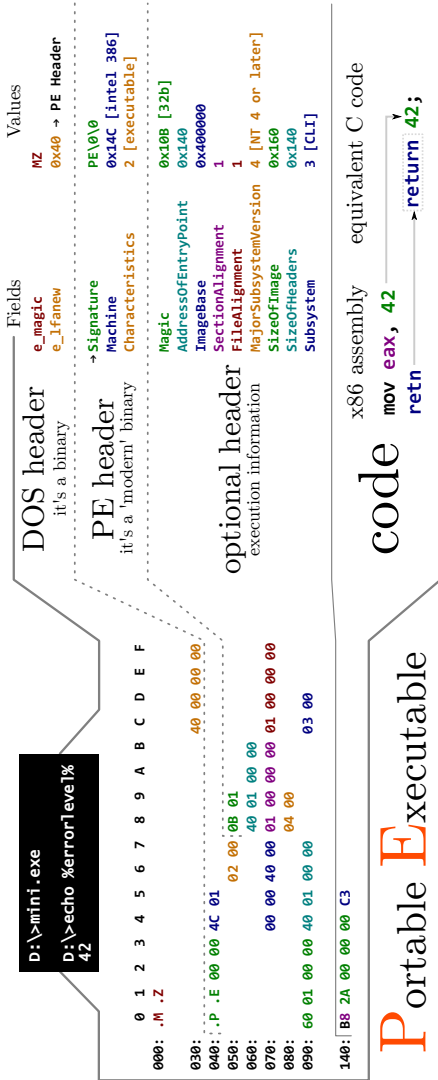 D:\>mini.exe
D:\>echo %errorlevel%
42
0 1 2 3 4 5 6 7 8 9 A B C D E F
000: .M .Z
030: 40 00 00 00
040: .P .E 00 00 4C 01
050: 02 00 0B 01
060: 40 01 00 00
070: 00 00 40 00 01 00 00 00 01 00 00 00
080: 04 00
090: 60 01 00 00 40 01 00 00 03 00
140: B8 2A 00 00 00 C3
Portable Executable
Fields Values
DOS header
it's a binary
e_magic MZ
e_lfanew 0x40 → PE Header
PE header
it's a 'modern' binary
→ Signature PE\0\0
Machine 0x14C [intel 386]
Characteristics 2 [executable]
optional header
execution information
Magic 0x10B [32b]
AddressOfEntryPoint 0x140
ImageBase 0x400000
SectionAlignment 1
FileAlignment 1
MajorSubsystemVersion 4 [NT 4 or later]
SizeOfImage 0x160
SizeOfHeaders 0x140
Subsystem 3 [CLI]
code
x86 assembly equivalent C code
mov eax, 42
retn return 42;